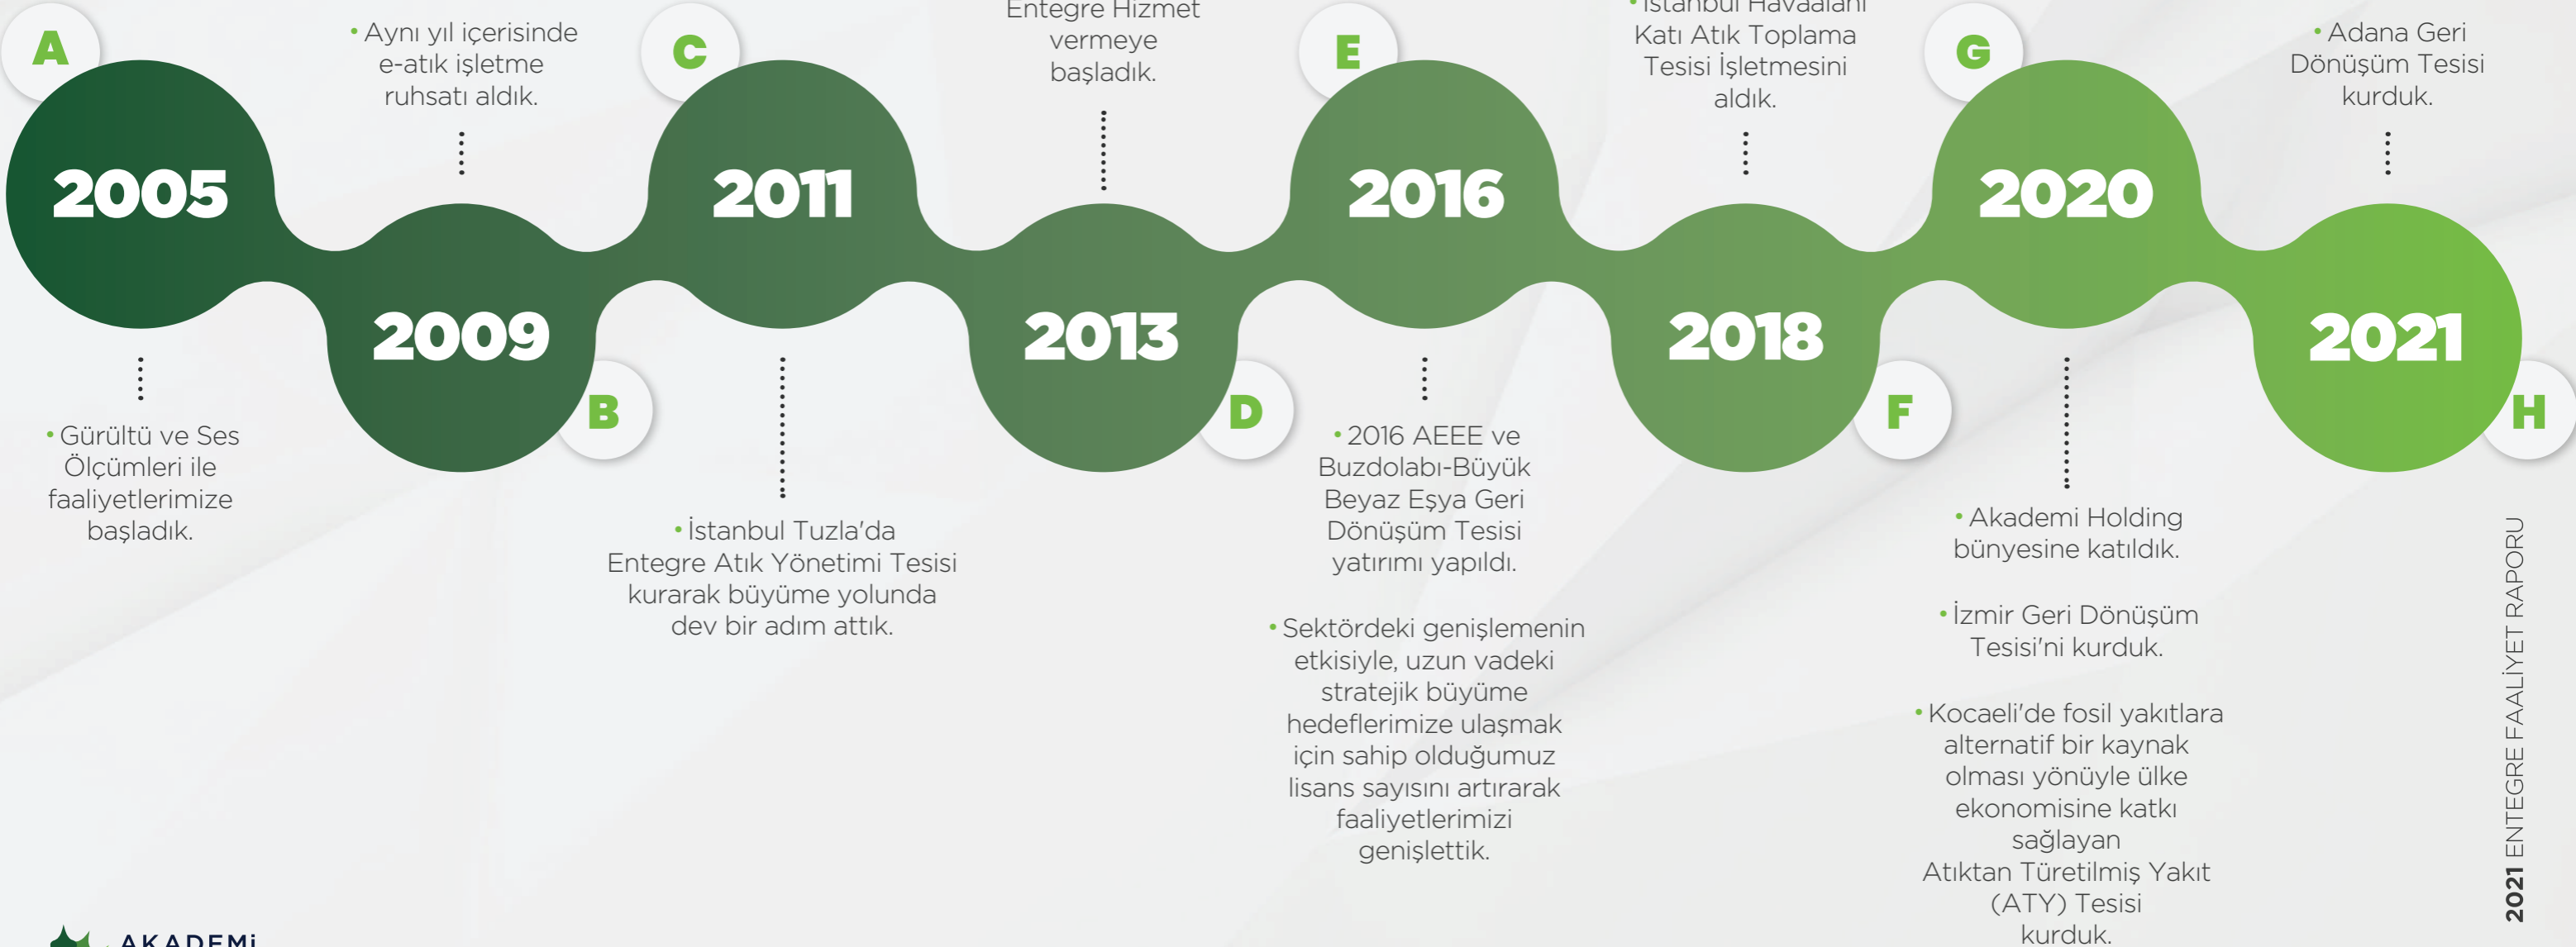 A
2005
• Gürültü ve Ses
Ölçümleri ile
faaliyetlerimize
başladık.
• Aynı yıl içerisinde
e-atık işletme
ruhsatı aldık.
2009
B
C
2011
• İstanbul Tuzla'da
Entegre Atık Yönetimi Tesisi
kurarak büyüme yolunda
dev bir adım attık.
Entegre Hizmet
vermeye
başladık.
2013
D
E
2016
• 2016 AEEE ve
Buzdolabı-Büyük
Beyaz Eşya Geri
Dönüşüm Tesisi
yatırımı yapıldı.
• Sektördeki genişlemenin
etkisiyle, uzun vadeki
stratejik büyüme
hedeflerimize ulaşmak
için sahip olduğumuz
lisans sayısını artırarak
faaliyetlerimizi
genişlettik.
• İstanbul Havaalanı
Katı Atık Toplama
Tesisi İşletmesini
aldık.
2018
F
G
2020
• Akademi Holding
bünyesine katıldık.
• İzmir Geri Dönüşüm
Tesisi'ni kurduk.
• Kocaeli'de fosil yakıtlara
alternatif bir kaynak
olması yönüyle ülke
ekonomisine katkı
sağlayan
Atıktan Türetilmiş Yakıt
(ATY) Tesisi
kurduk.
• Adana Geri
Dönüşüm Tesisi
kurduk.
2021
H
2021 ENTEGRE FAALİYET RAPORU
AKADEMi